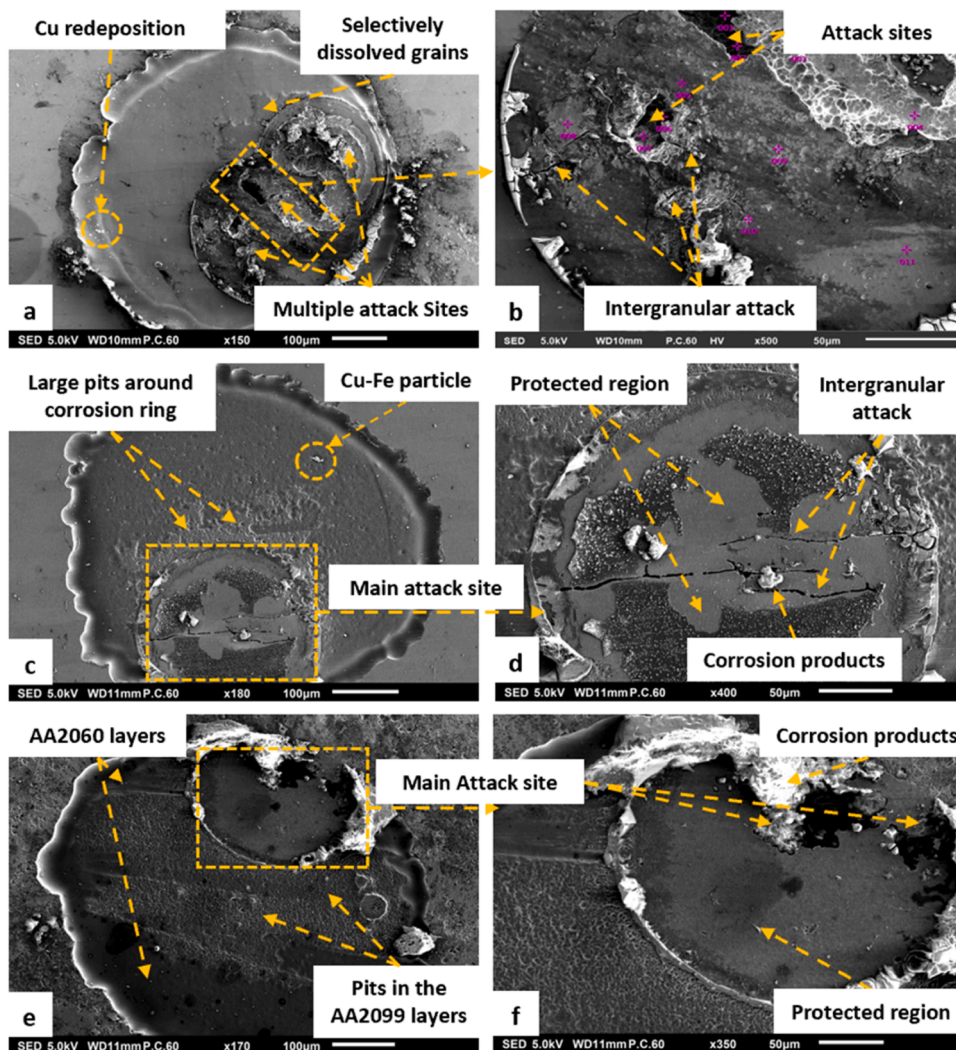 Cu redeposition
Selectively
dissolved grains
Multiple attack Sites
a
SED 5.0kV WD10mm P.C.60 x150 100µm
Attack sites
004
011
Intergranular attack
b
SED 5.0kV WD10mm P.C.60 HV x500 50µm
Large pits around
corrosion ring
Cu-Fe particle
Main attack site
c
SED 5.0kV WD11mm P.C.60 x180 100µm
Protected region
Intergranular
attack
Corrosion products
d
SED 5.0kV WD11mm P.C.60 x400 50µm
AA2060 layers
Main Attack site
Pits in the
AA2099 layers
e
SED 5.0kV WD11mm P.C.60 x170 100µm
Corrosion products
Protected region
f
SED 5.0kV WD11mm P.C.60 x350 50µm